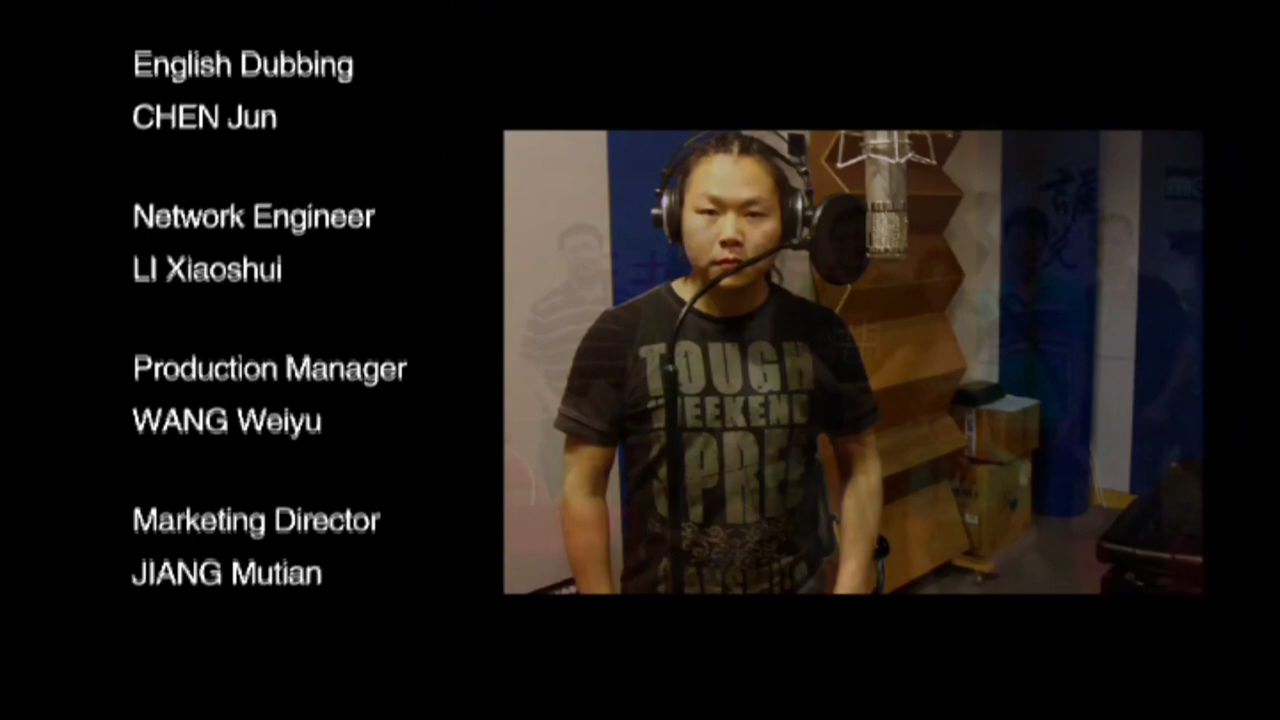 English Dubbing
CHEN Jun
Network Engineer
LI Xiaoshui
Production Manager
WANG Weiyu
Marketing Director
JIANG Mutian
TOUGH
WEEKEND